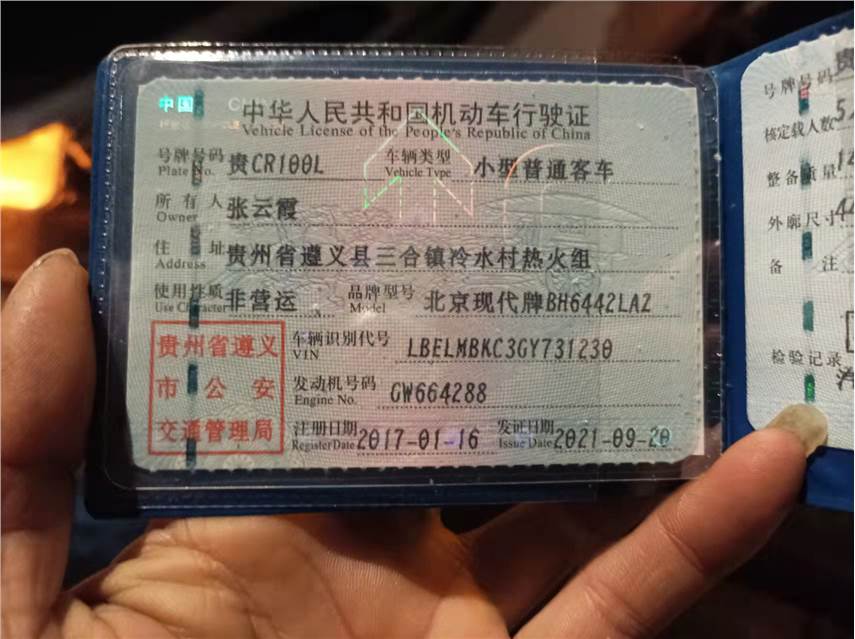 中国
中华人民共和国机动车行驶证
Vehicle License of the People's Republic of China
号牌号码 贵CR100L 车辆类型 小型普通客车
Plate No. Vehicle Type
所有人 张云霞
Owner
住址 贵州省遵义县三合镇冷水村热火组
Address
使用性质 非营运 品牌型号 北京现代牌BH6442LAZ
Use Character Model
贵州省遵义
市公安
交通管理局
车辆识别代号 LBELMBKC3GY731230
VIN
发动机号码 GW664288
Engine No.
注册日期 2017-01-16 发证日期 2021-09-20
Register Date Issue Date
号牌号码 贵
核定载人数 5
整备质量
外廓尺寸 44
备注
检验记录